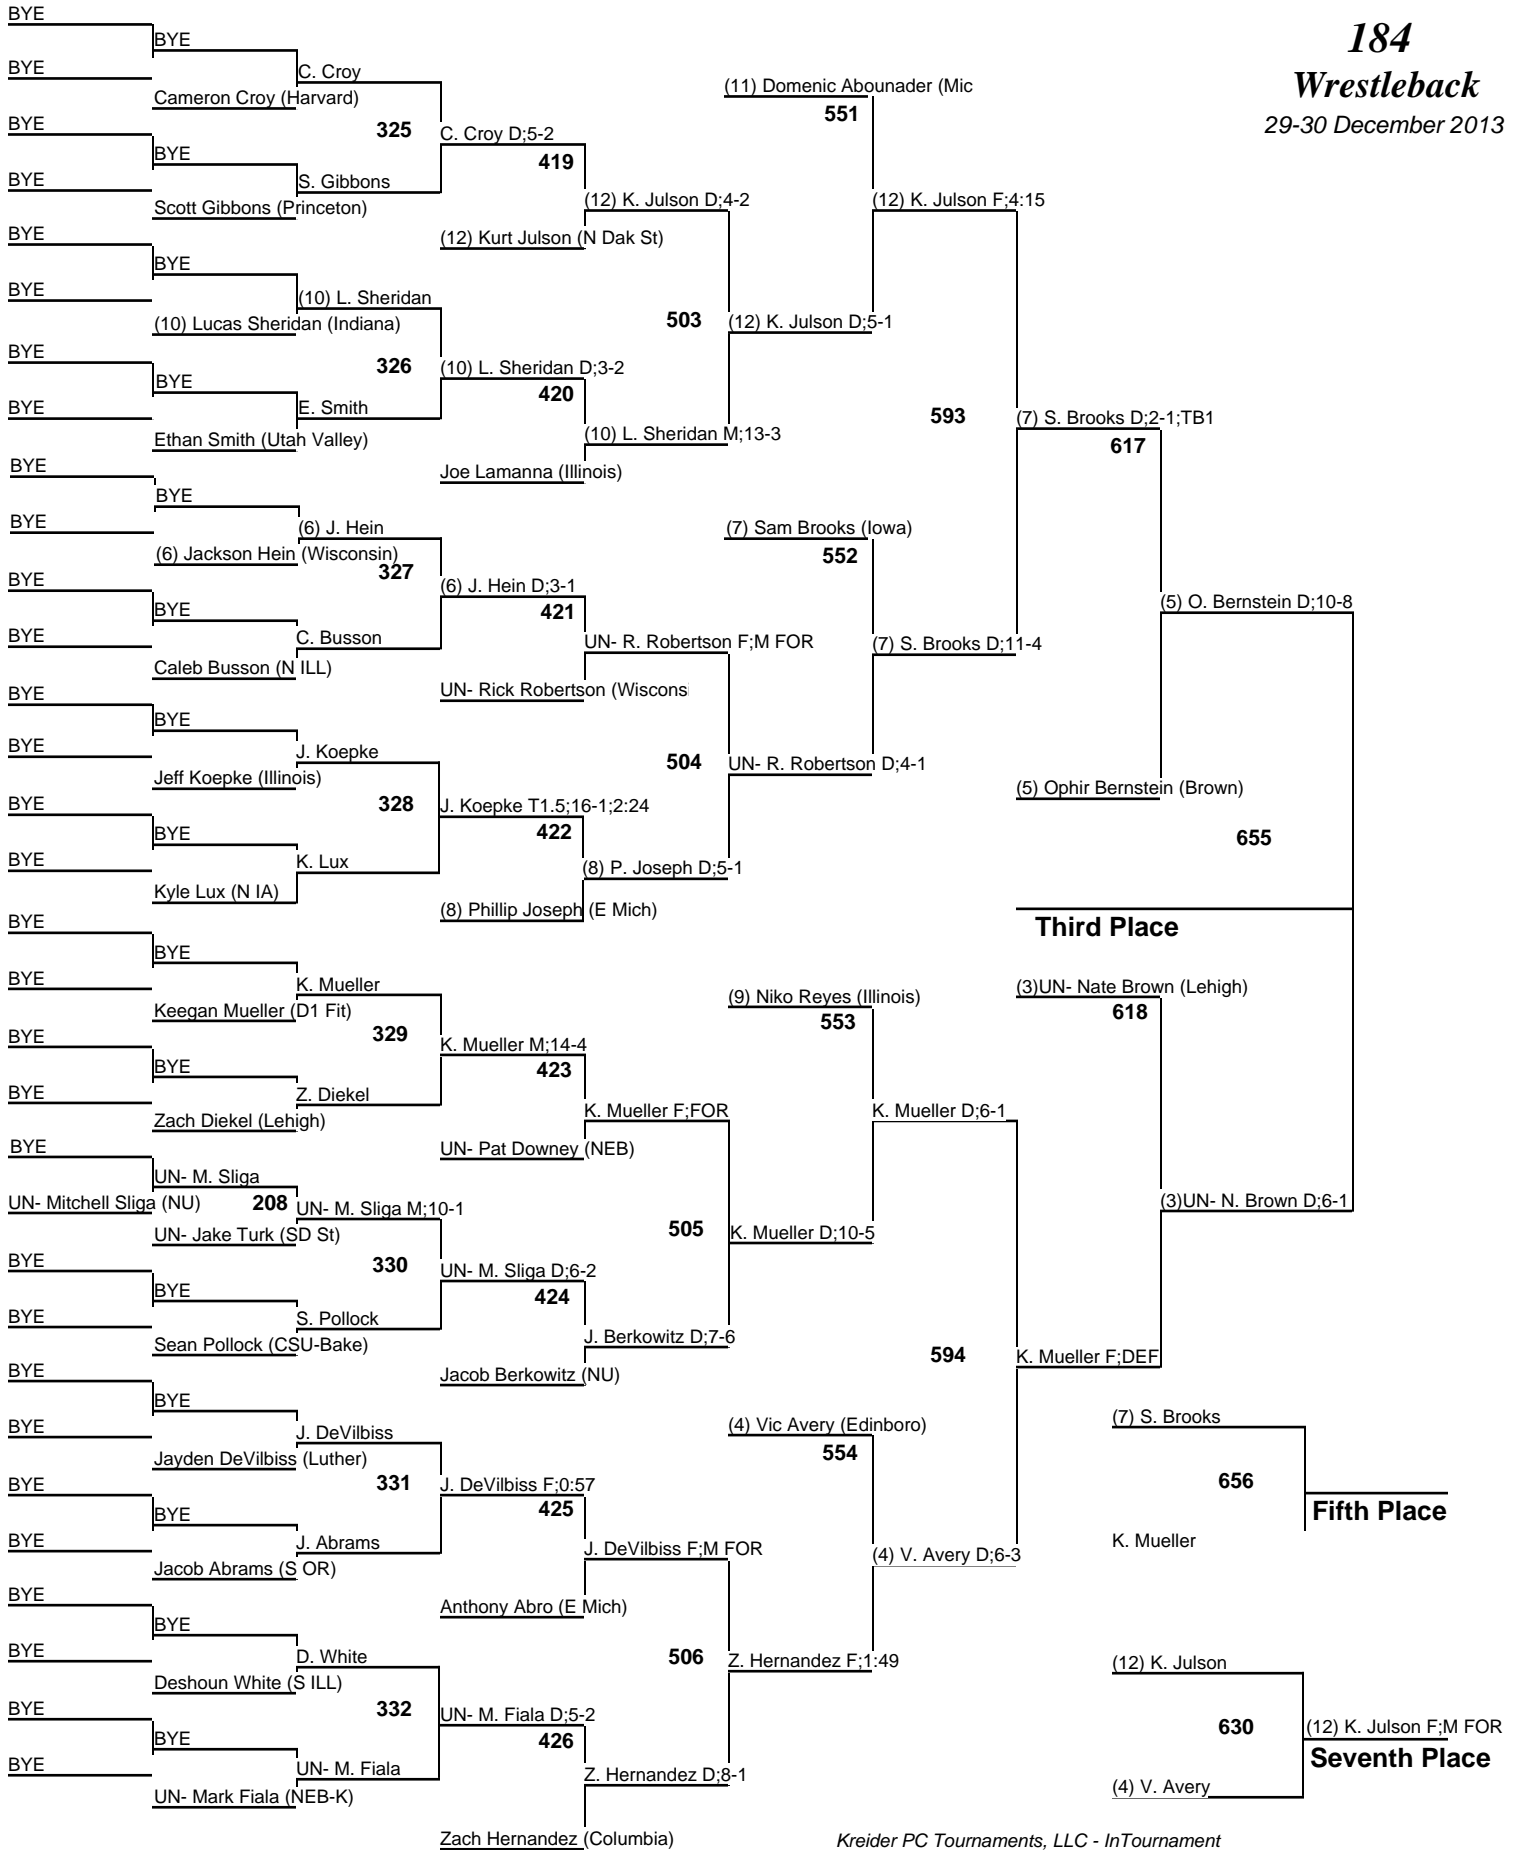 184
Wrestleback
29-30 December 2013
BYE
BYE
BYE
C. Croy
Cameron Croy (Harvard)
325
C. Croy D;5-2
BYE
BYE
BYE
S. Gibbons
Scott Gibbons (Princeton)
419
(12) K. Julson D;4-2
(12) Kurt Julson (N Dak St)
BYE
BYE
BYE
(10) L. Sheridan
(10) Lucas Sheridan (Indiana)
326
(10) L. Sheridan D;3-2
BYE
BYE
BYE
E. Smith
Ethan Smith (Utah Valley)
420
(10) L. Sheridan M;13-3
Joe Lamanna (Illinois)
503
(12) K. Julson D;5-1
(11) Domenic Abounader (Mic
551
(12) K. Julson F;4:15
BYE
BYE
BYE
(6) J. Hein
(6) Jackson Hein (Wisconsin)
327
(6) J. Hein D;3-1
BYE
BYE
BYE
C. Busson
Caleb Busson (N ILL)
421
UN- R. Robertson F;M FOR
UN- Rick Robertson (Wiscons
BYE
BYE
BYE
J. Koepke
Jeff Koepke (Illinois)
328
J. Koepke T1.5;16-1;2:24
BYE
BYE
BYE
K. Lux
Kyle Lux (N IA)
422
(8) P. Joseph D;5-1
(8) Phillip Joseph (E Mich)
504
UN- R. Robertson D;4-1
(7) Sam Brooks (Iowa)
552
(7) S. Brooks D;11-4
593
(7) S. Brooks D;2-1;TB1
617
(5) O. Bernstein D;10-8
(5) Ophir Bernstein (Brown)
655
Third Place
BYE
BYE
BYE
K. Mueller
Keegan Mueller (D1 Fit)
329
K. Mueller M;14-4
BYE
BYE
BYE
Z. Diekel
Zach Diekel (Lehigh)
423
K. Mueller F;FOR
UN- Pat Downey (NEB)
BYE
UN- M. Sliga
UN- Mitchell Sliga (NU)
208
UN- M. Sliga M;10-1
UN- Jake Turk (SD St)
330
UN- M. Sliga D;6-2
BYE
BYE
BYE
S. Pollock
Sean Pollock (CSU-Bake)
424
J. Berkowitz D;7-6
Jacob Berkowitz (NU)
505
K. Mueller D;10-5
(9) Niko Reyes (Illinois)
553
K. Mueller D;6-1
(3)UN- Nate Brown (Lehigh)
618
(3)UN- N. Brown D;6-1
BYE
BYE
BYE
J. DeVilbiss
Jayden DeVilbiss (Luther)
331
J. DeVilbiss F;0:57
BYE
BYE
BYE
J. Abrams
Jacob Abrams (S OR)
425
J. DeVilbiss F;M FOR
Anthony Abro (E Mich)
BYE
BYE
BYE
D. White
Deshoun White (S ILL)
332
UN- M. Fiala D;5-2
BYE
BYE
BYE
UN- M. Fiala
UN- Mark Fiala (NEB-K)
426
Z. Hernandez D;8-1
Zach Hernandez (Columbia)
506
Z. Hernandez F;1:49
(4) Vic Avery (Edinboro)
554
(4) V. Avery D;6-3
594
K. Mueller F;DEF
(7) S. Brooks
656
Fifth Place
K. Mueller
(12) K. Julson
630
(12) K. Julson F;M FOR
Seventh Place
(4) V. Avery
Kreider PC Tournaments, LLC - InTournament